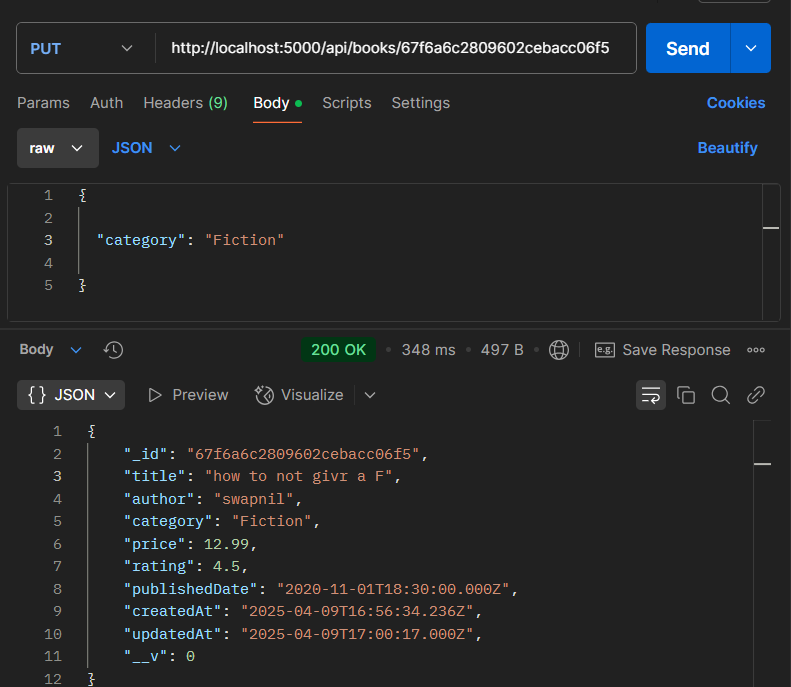 PUT http://localhost:5000/api/books/67f6a6c2809602cebacc06f5 Send
Params Auth Headers (9) Body Scripts Settings Cookies
raw JSON Beautify
1 {
2
3 "category": "Fiction"
4
5 }
Body 200 OK 348 ms 497 B e.g. Save Response
{} JSON Preview Visualize
1 {
2 "_id": "67f6a6c2809602cebacc06f5",
3 "title": "how to not givr a F",
4 "author": "swapnil",
5 "category": "Fiction",
6 "price": 12.99,
7 "rating": 4.5,
8 "publishedDate": "2020-11-01T18:30:00.000Z",
9 "createdAt": "2025-04-09T16:56:34.236Z",
10 "updatedAt": "2025-04-09T17:00:17.000Z",
11 "__v": 0
12 }